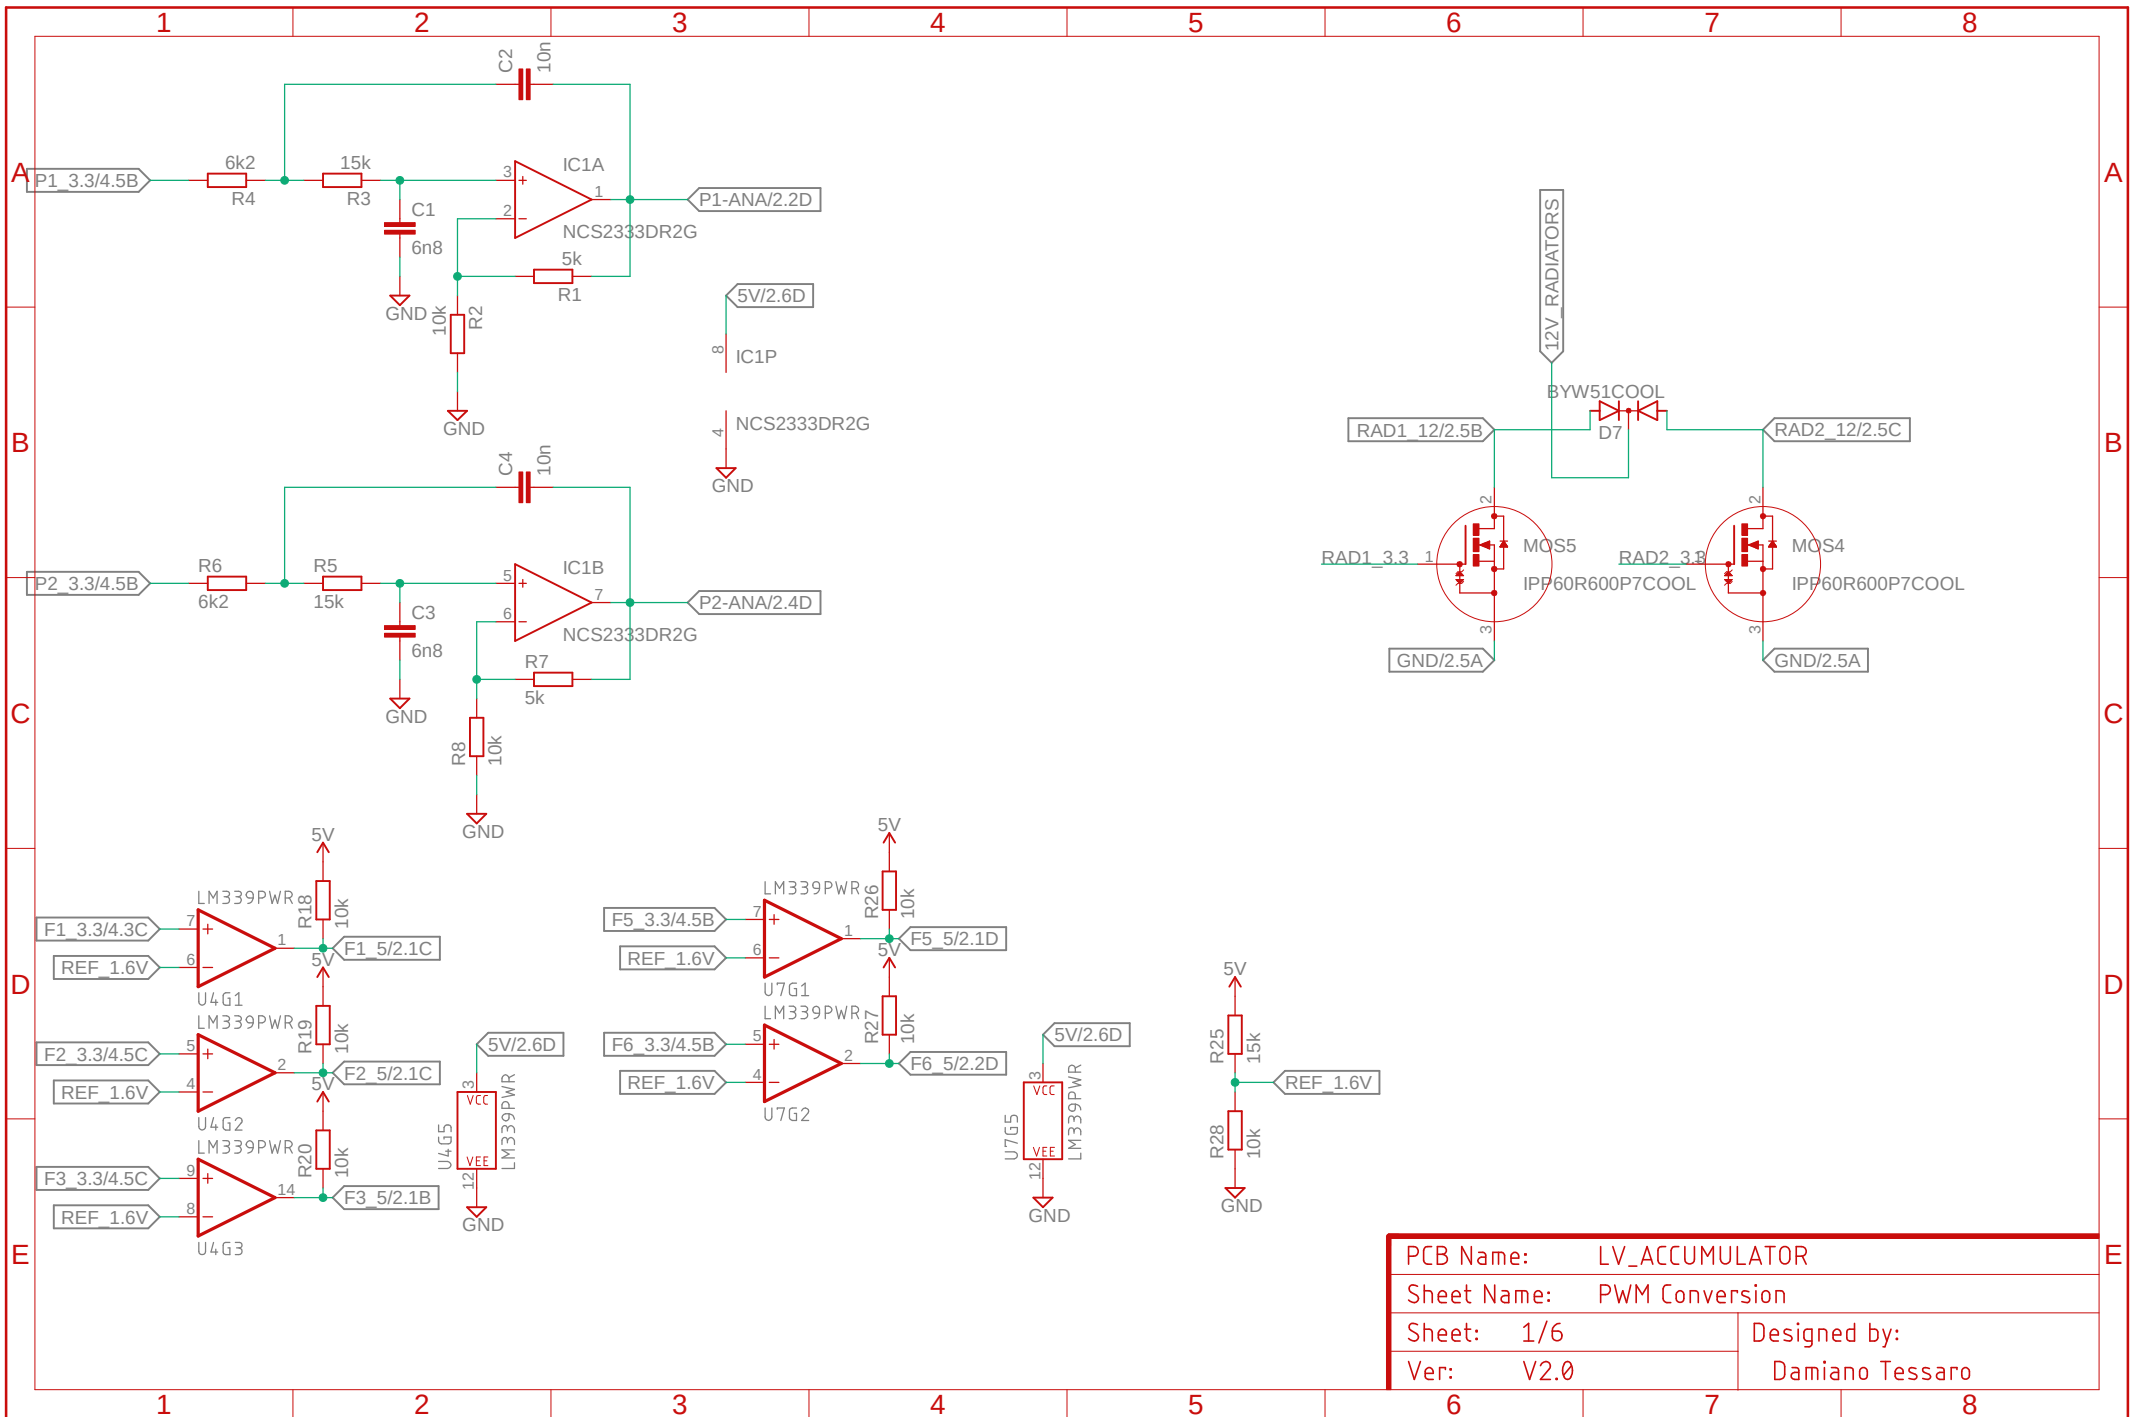 1 2 3 4 5 6 7 8
C2
10n
A
P1_3.3/4.5B
6k2
R4
15k
R3
C1
6n8
GND
3
2
1
IC1A
NCS2333DR2G
P1-ANA/2.2D
5k
R1
10k
R2
GND
5V/2.6D
8
IC1P
4
NCS2333DR2G
GND
12V_RADIATORS
A
B
BYW51COOL
D7
RAD1_12/2.5B
RAD2_12/2.5C
B
2
RAD1_3.3
1
MOS5
IPP60R600P7COOL
3
GND/2.5A
2
RAD2_3.3
1
MOS4
IPP60R600P7COOL
3
GND/2.5A
C4
10n
P2_3.3/4.5B
R6
6k2
R5
15k
C3
6n8
GND
5
6
7
IC1B
NCS2333DR2G
P2-ANA/2.4D
R7
5k
R8
10k
GND
C
C
5V
R18
10k
LM339PWR
F1_3.3/4.3C
7
REF_1.6V
6
1
F1_5/2.1C
U4G1
5V
R19
10k
LM339PWR
F2_3.3/4.5C
5
REF_1.6V
4
2
F2_5/2.1C
U4G2
5V
R20
10k
LM339PWR
F3_3.3/4.5C
9
REF_1.6V
8
14
F3_5/2.1B
U4G3
5V/2.6D
3
VCC
U4G5
LM339PWR
VEE
12
GND
5V
R26
10k
LM339PWR
F5_3.3/4.5B
7
REF_1.6V
6
1
F5_5/2.1D
U7G1
5V
R27
10k
LM339PWR
F6_3.3/4.5B
5
REF_1.6V
4
2
F6_5/2.2D
U7G2
5V/2.6D
3
VCC
U7G5
LM339PWR
VEE
12
GND
5V
R25
15k
REF_1.6V
R28
10k
GND
D
D
E
E
PCB Name: LV_ACCUMULATOR
Sheet Name: PWM Conversion
Sheet: 1/6
Designed by:
Ver: V2.0
Damiano Tessaro
1 2 3 4 5 6 7 8